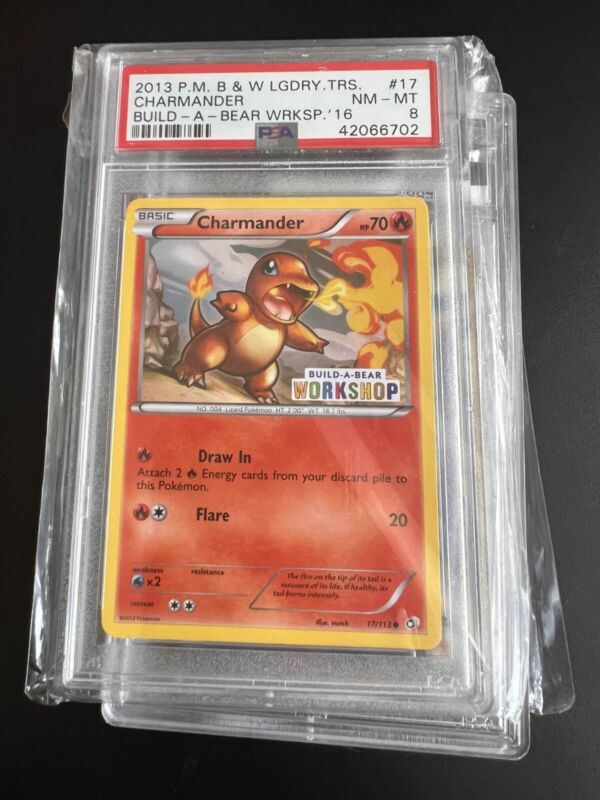 2013 P.M. B & W LGDRY.TRS. #17
CHARMANDER NM-MT
BUILD-A-BEAR WRKSP.'16 8
PSA 42066702
BASIC Charmander HP70
BUILD-A-BEAR
WORKSHOP
NO. 004 Lizard Pokémon HT. 2'00" WT. 18.7 lbs
Draw In
Attach 2 Energy cards from your discard pile to
this Pokémon.
Flare 20
weakness resistance
×2
The fire on the tip of its tail is a
measure of its life. If healthy, its
tail burns intensely.
retreat
©2013 Pokémon Illus. match 17/113